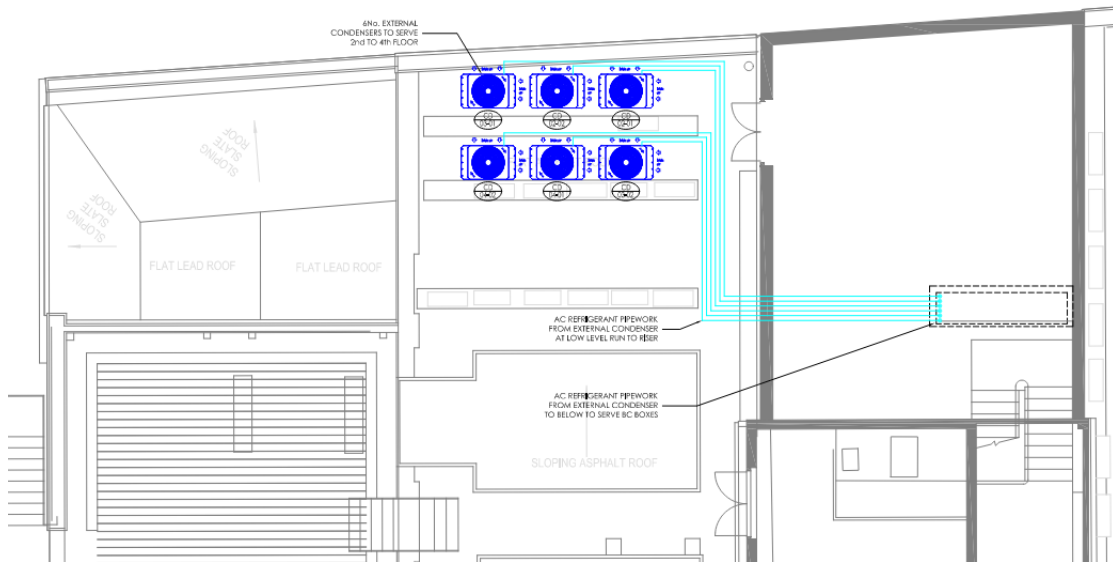 6No. EXTERNAL
CONDENSERS TO SERVE
2nd TO 4th FLOOR
SLOPING
SLATE
ROOF
SLOPING
SLATE
ROOF
FLAT LEAD ROOF
FLAT LEAD ROOF
AC REFRIGERANT PIPEWORK
FROM EXTERNAL CONDENSER
AT LOW LEVEL RUN TO RISER
AC REFRIGERANT PIPEWORK
FROM EXTERNAL CONDENSER
TO BELOW TO SERVE BC BOXES
SLOPING ASPHALT ROOF